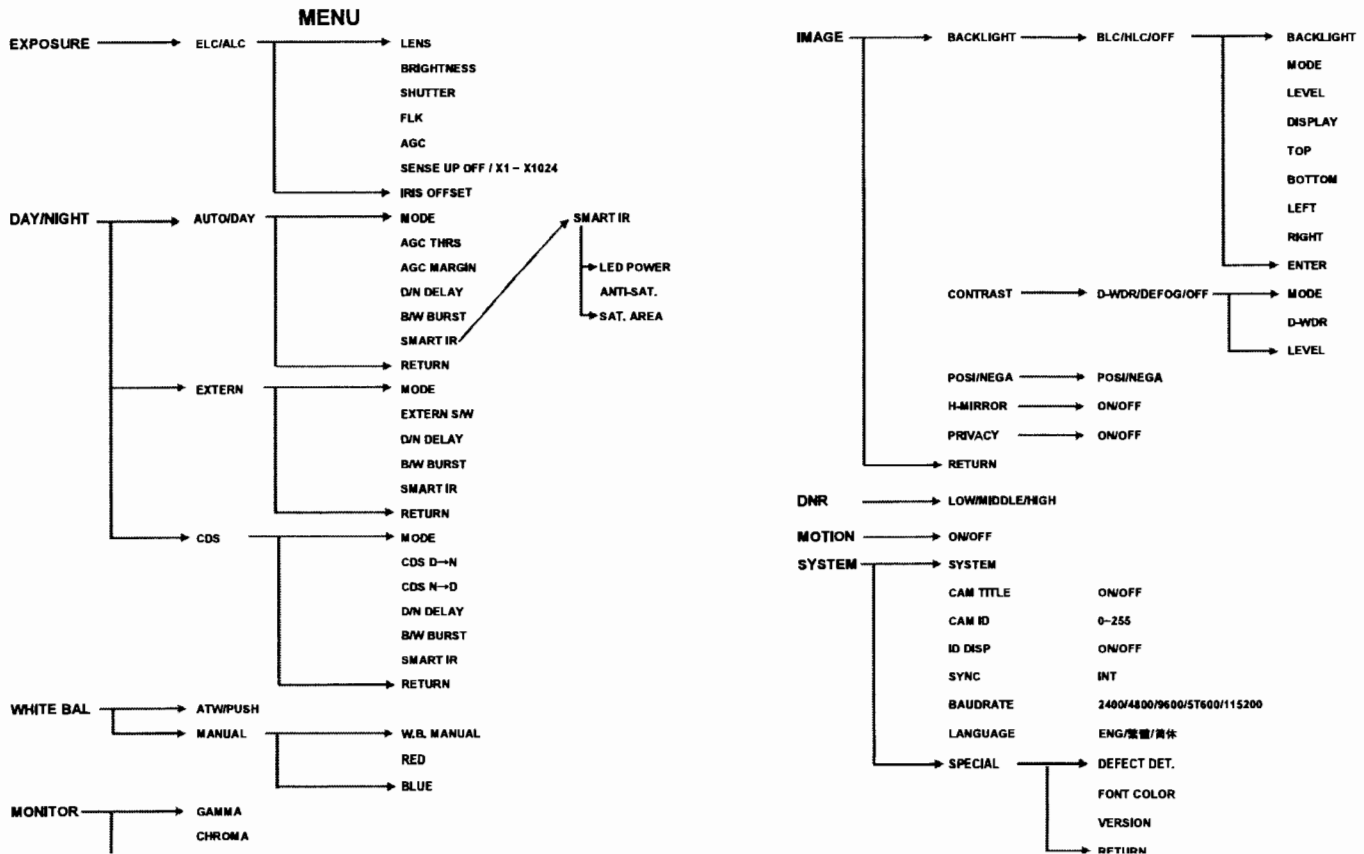 MENU
EXPOSURE ELC/ALC LENS
BRIGHTNESS
SHUTTER
FLK
AGC
SENSE UP OFF / X1 – X1024
IRIS OFFSET
DAY/NIGHT AUTO/DAY MODE SMART IR
AGC THRS
AGC MARGIN LED POWER
D/N DELAY ANTI-SAT.
B/W BURST SAT. AREA
SMART IR
RETURN
EXTERN MODE
EXTERN S/W
D/N DELAY
B/W BURST
SMART IR
RETURN
CDS MODE
CDS D→N
CDS N→D
D/N DELAY
B/W BURST
SMART IR
RETURN
WHITE BAL ATW/PUSH
MANUAL W.B. MANUAL
RED
BLUE
MONITOR GAMMA
CHROMA
IMAGE BACKLIGHT BLC/HLC/OFF BACKLIGHT
MODE
LEVEL
DISPLAY
TOP
BOTTOM
LEFT
RIGHT
ENTER
CONTRAST D-WDR/DEFOG/OFF MODE
D-WDR
LEVEL
POSI/NEGA POSI/NEGA
H-MIRROR ON/OFF
PRIVACY ON/OFF
RETURN
DNR LOW/MIDDLE/HIGH
MOTION ON/OFF
SYSTEM SYSTEM
CAM TITLE ON/OFF
CAM ID 0~255
ID DISP ON/OFF
SYNC INT
BAUDRATE 2400/4800/9600/5T600/115200
LANGUAGE ENG/繁體/简体
SPECIAL DEFECT DET.
FONT COLOR
VERSION
RETURN